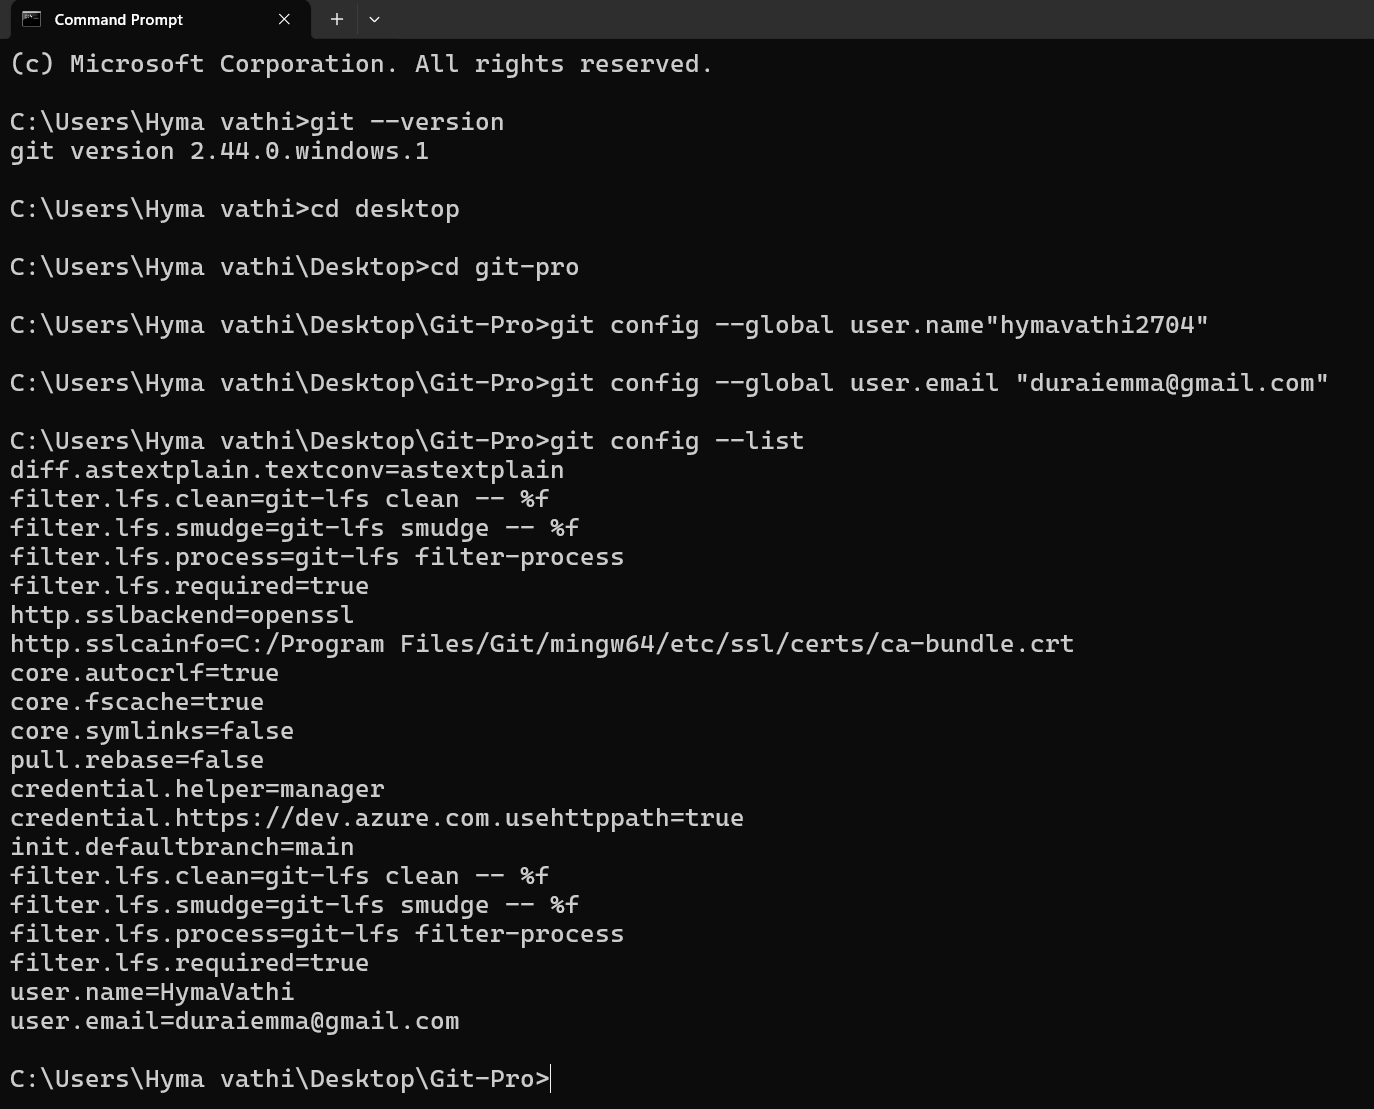 Command Prompt
(c) Microsoft Corporation. All rights reserved.
C:\Users\Hyma vathi>git --version
git version 2.44.0.windows.1
C:\Users\Hyma vathi>cd desktop
C:\Users\Hyma vathi\Desktop>cd git-pro
C:\Users\Hyma vathi\Desktop\Git-Pro>git config --global user.name"hymavathi2704"
C:\Users\Hyma vathi\Desktop\Git-Pro>git config --global user.email "duraiemma@gmail.com"
C:\Users\Hyma vathi\Desktop\Git-Pro>git config --list
diff.astextplain.textconv=astextplain
filter.lfs.clean=git-lfs clean -- %f
filter.lfs.smudge=git-lfs smudge -- %f
filter.lfs.process=git-lfs filter-process
filter.lfs.required=true
http.sslbackend=openssl
http.sslcainfo=C:/Program Files/Git/mingw64/etc/ssl/certs/ca-bundle.crt
core.autocrlf=true
core.fscache=true
core.symlinks=false
pull.rebase=false
credential.helper=manager
credential.https://dev.azure.com.usehttppath=true
init.defaultbranch=main
filter.lfs.clean=git-lfs clean -- %f
filter.lfs.smudge=git-lfs smudge -- %f
filter.lfs.process=git-lfs filter-process
filter.lfs.required=true
user.name=HymaVathi
user.email=duraiemma@gmail.com
C:\Users\Hyma vathi\Desktop\Git-Pro>